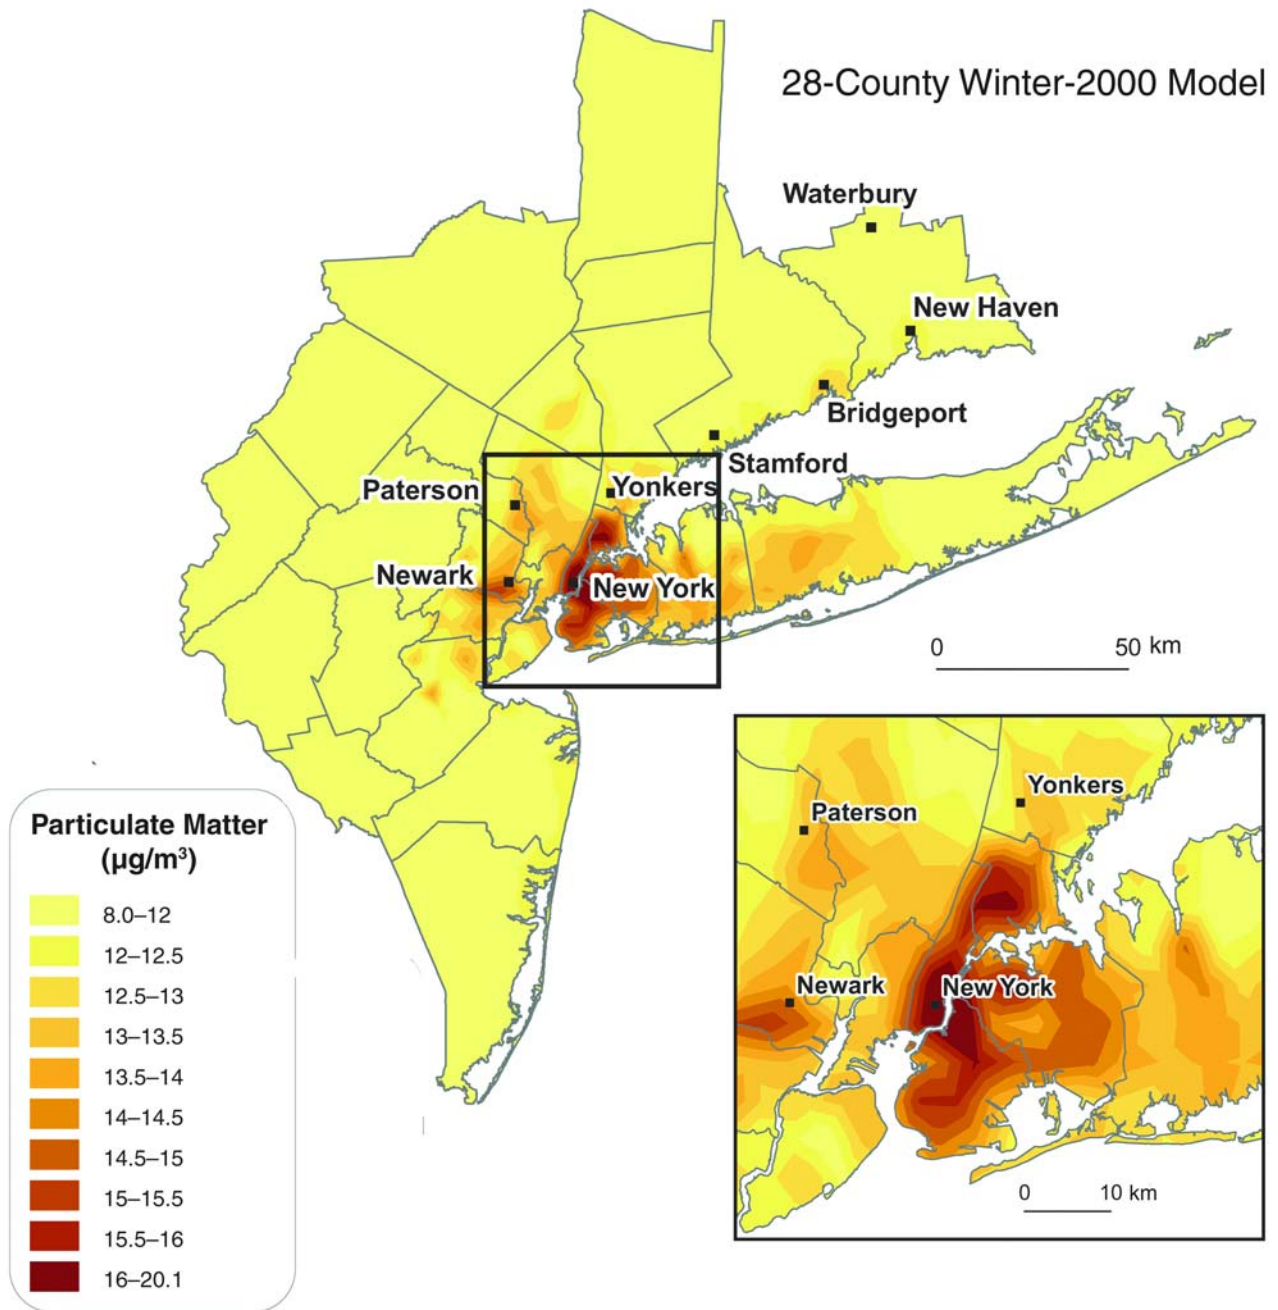 28-County Winter-2000 Model
Waterbury
New Haven
Bridgeport
Stamford
Paterson
Yonkers
Newark
New York
0 50 km
Particulate Matter
(µg/m³)
8.0–12
12–12.5
12.5–13
13–13.5
13.5–14
14–14.5
14.5–15
15–15.5
15.5–16
16–20.1
Yonkers
Paterson
Newark
New York
0 10 km